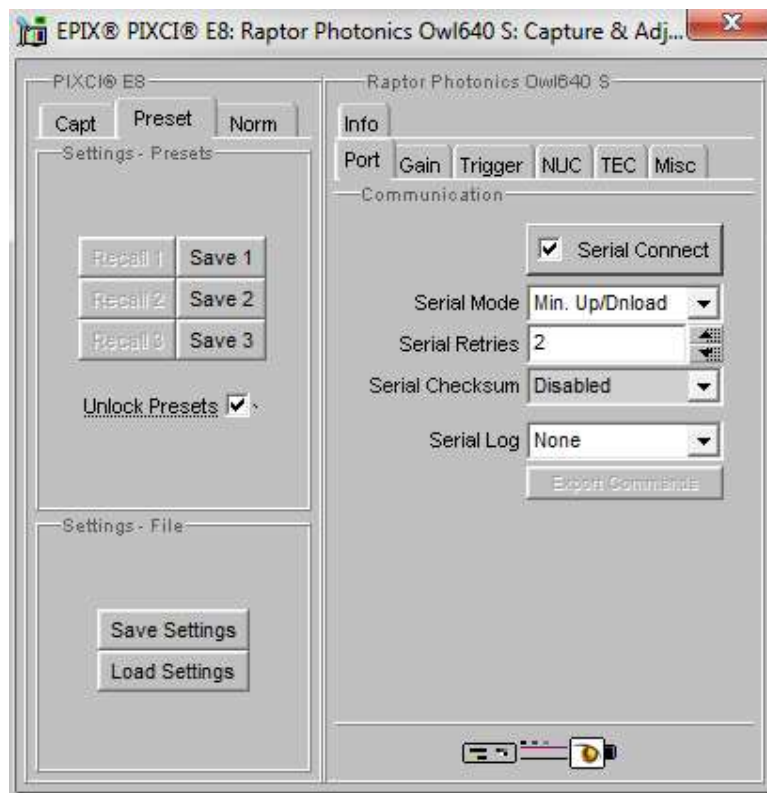 EPIX® PIXCI® E8: Raptor Photonics Owl640 S: Capture & Adj...
PIXCI® E8
Capt Preset Norm
Settings - Presets
Recall 1 Save 1
Recall 2 Save 2
Recall 3 Save 3
Unlock Presets
Settings - File
Save Settings
Load Settings
Raptor Photonics Owl640 S
Info
Port Gain Trigger NUC TEC Misc
Communication
Serial Connect
Serial Mode Min. Up/Dnload
Serial Retries 2
Serial Checksum Disabled
Serial Log None
Export Commands